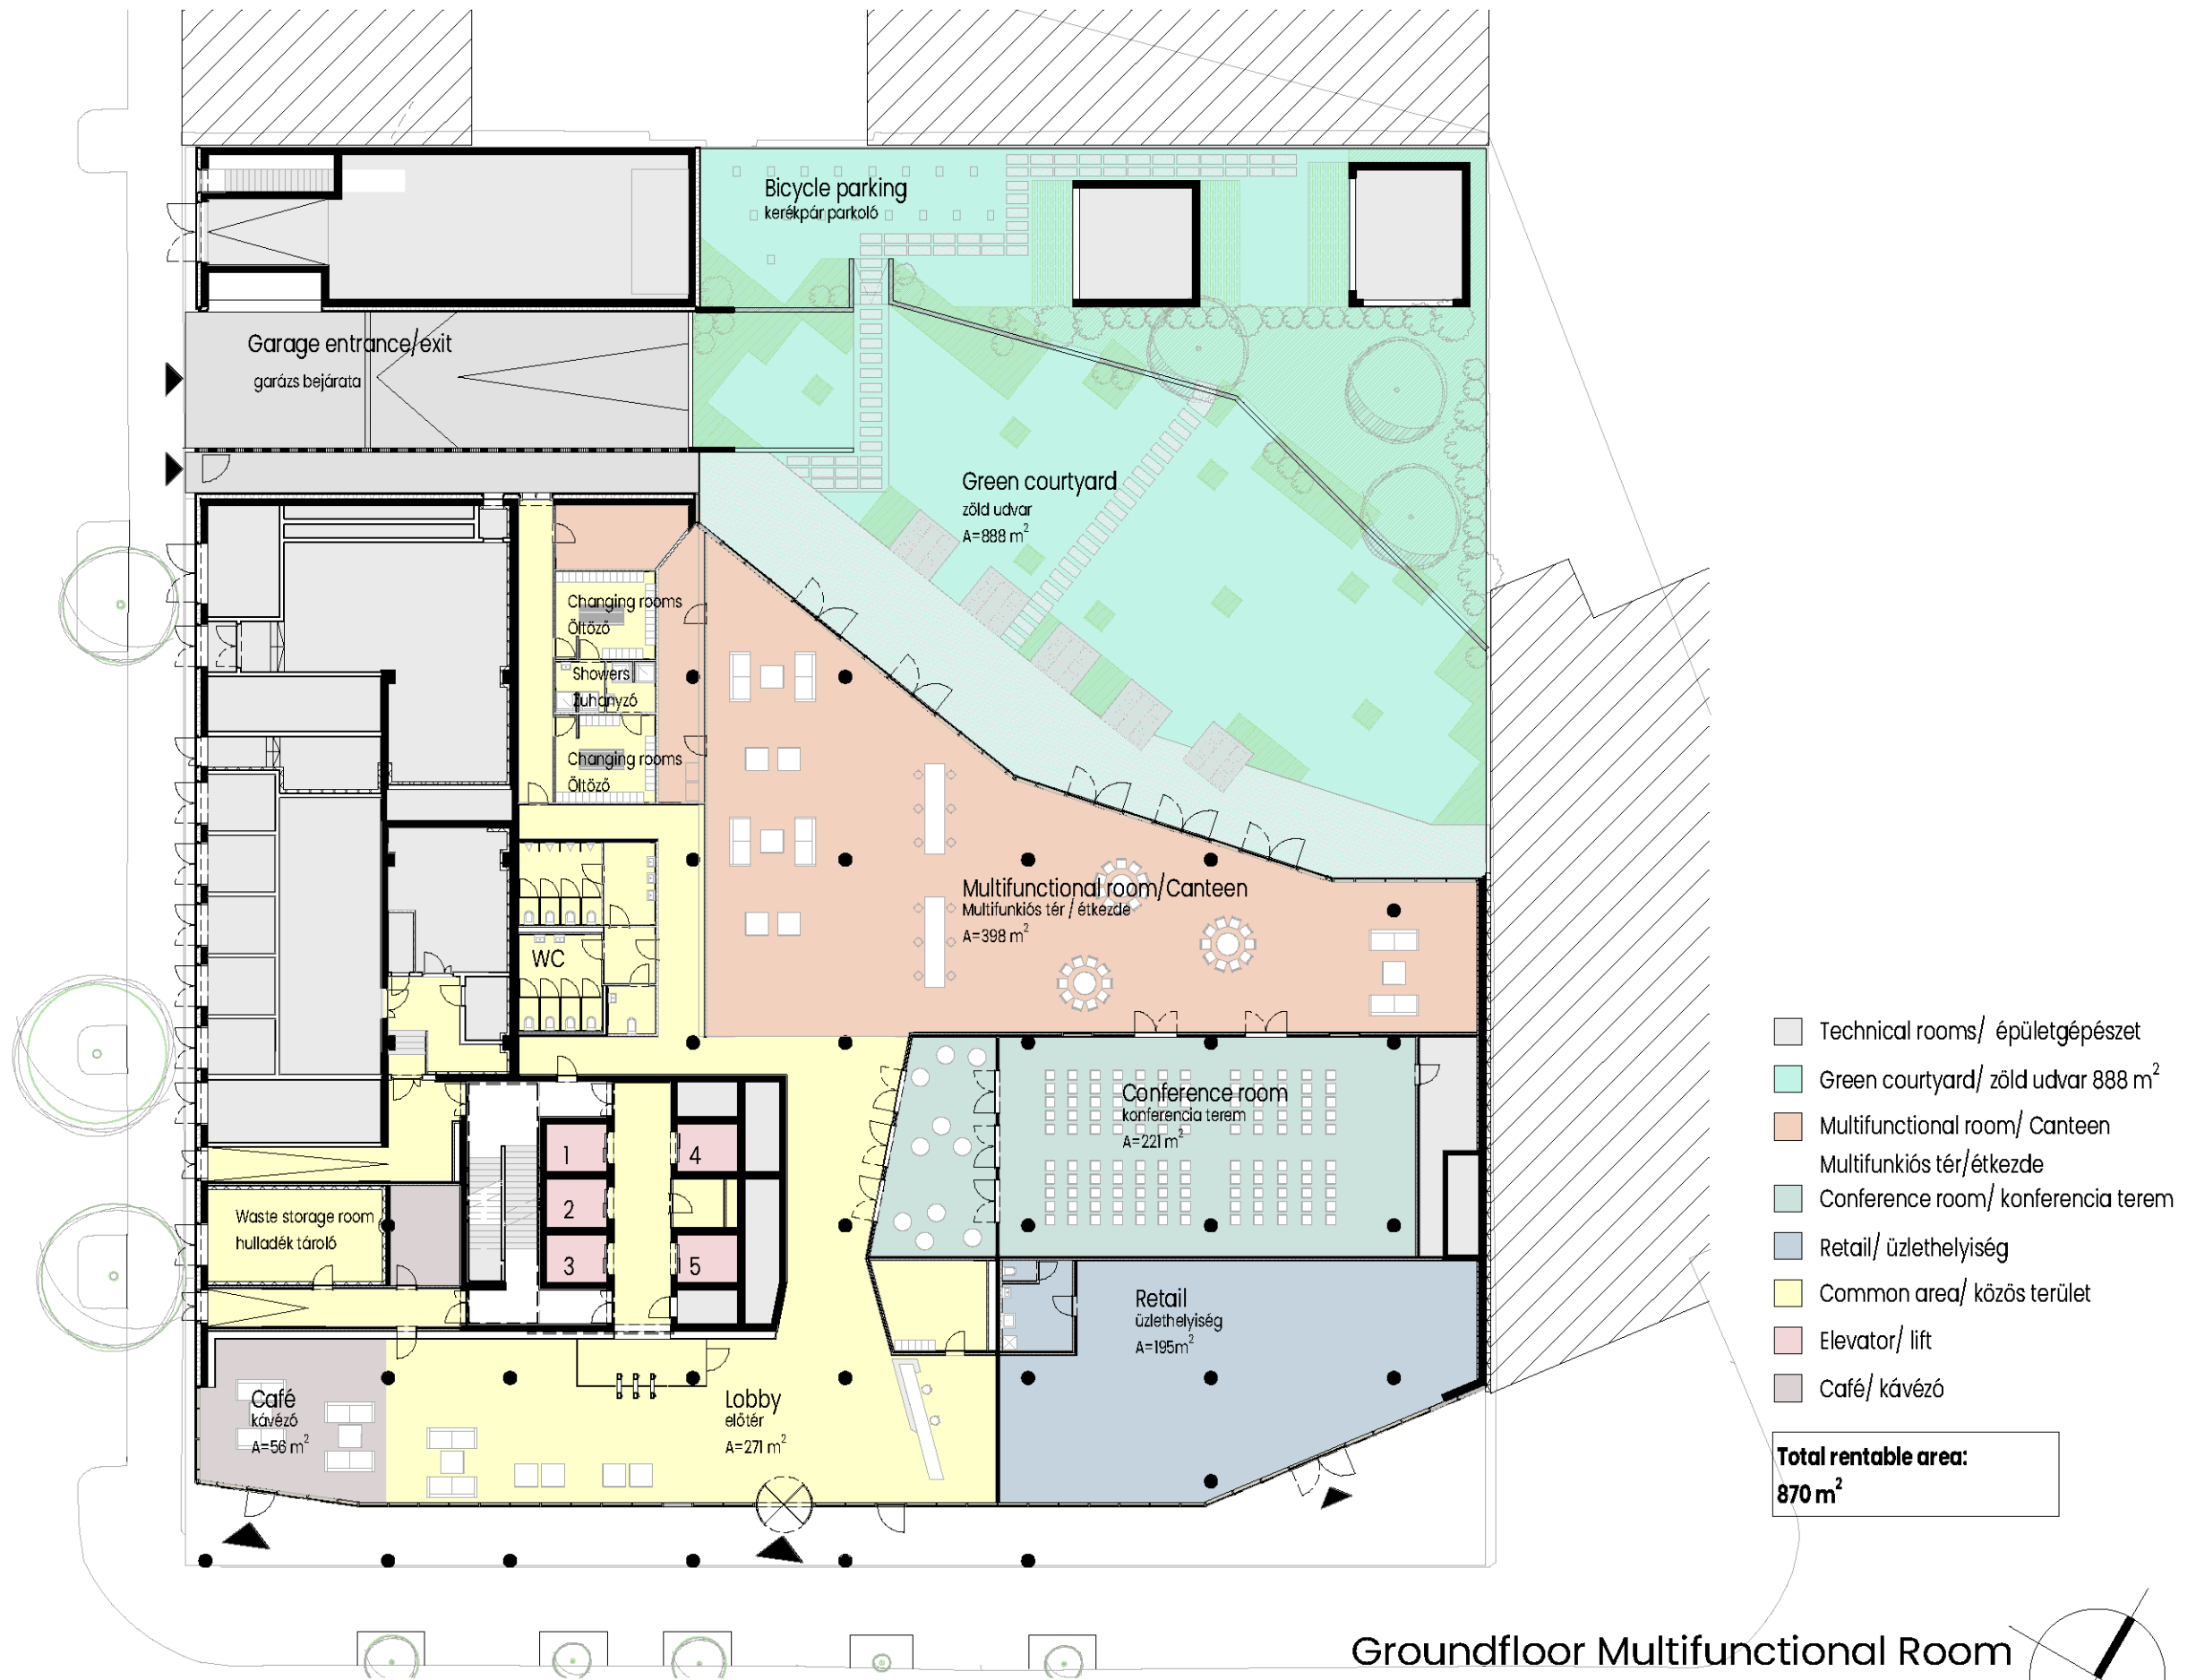 Bicycle parking
kerékpár parkoló
Garage entrance/exit
garázs bejárata
Green courtyard
zöld udvar
A=888 m²
Changing rooms
Öltöző
Showers
zuhanyzó
Changing rooms
Öltöző
Multifunctional room/Canteen
Multifunkiós tér / étkezde
A=398 m²
WC
Conference room
konferencia terem
A=221 m²
1
2
3
4
5
Waste storage room
hulladék tároló
Retail
üzlethelyiség
A=195m²
Café
kávézó
A=56 m²
Lobby
előtér
A=271 m²
Technical rooms/ épületgépészet
Green courtyard/ zöld udvar 888 m²
Multifunctional room/ Canteen
Multifunkiós tér/étkezde
Conference room/ konferencia terem
Retail/ üzlethelyiség
Common area/ közös terület
Elevator/ lift
Café/ kávézó
Total rentable area:
870 m²
Groundfloor Multifunctional Room